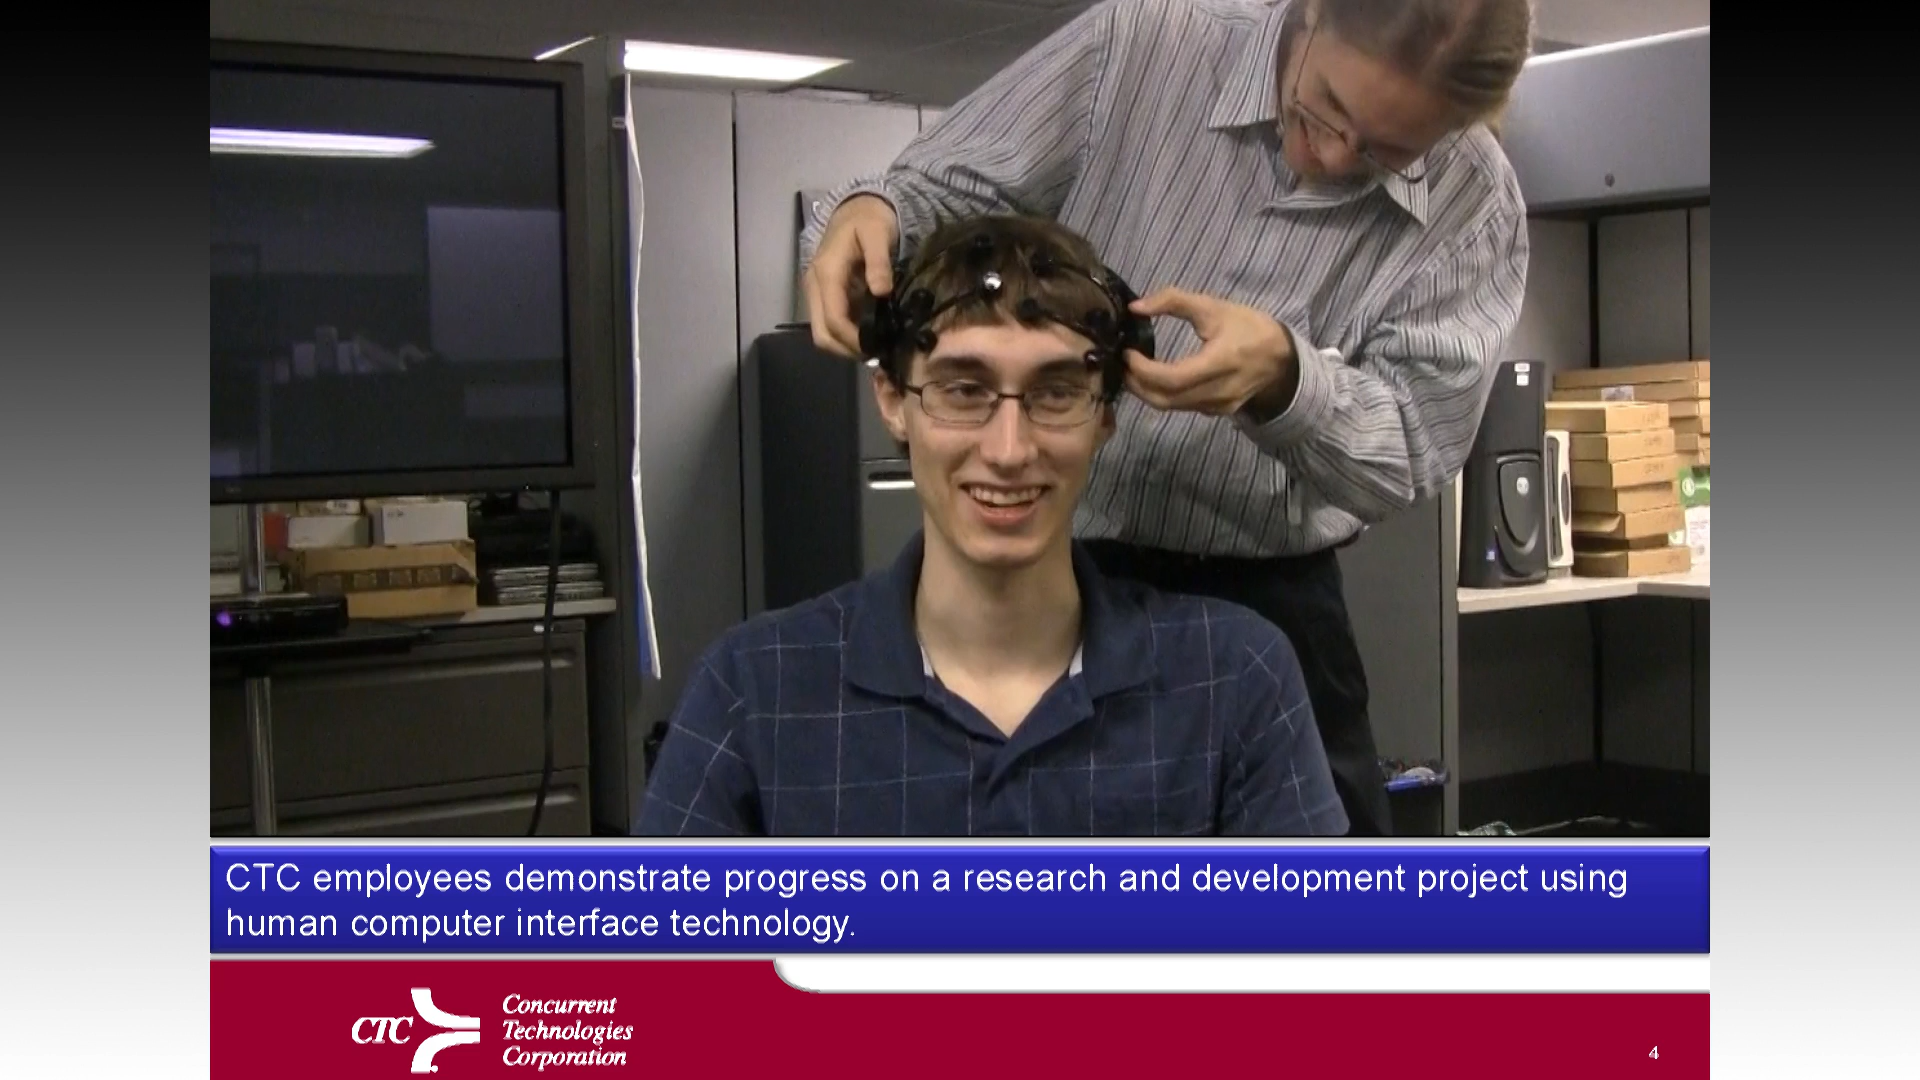 CTC employees demonstrate progress on a research and development project using
human computer interface technology.
CTC
Concurrent
Technologies
Corporation
4